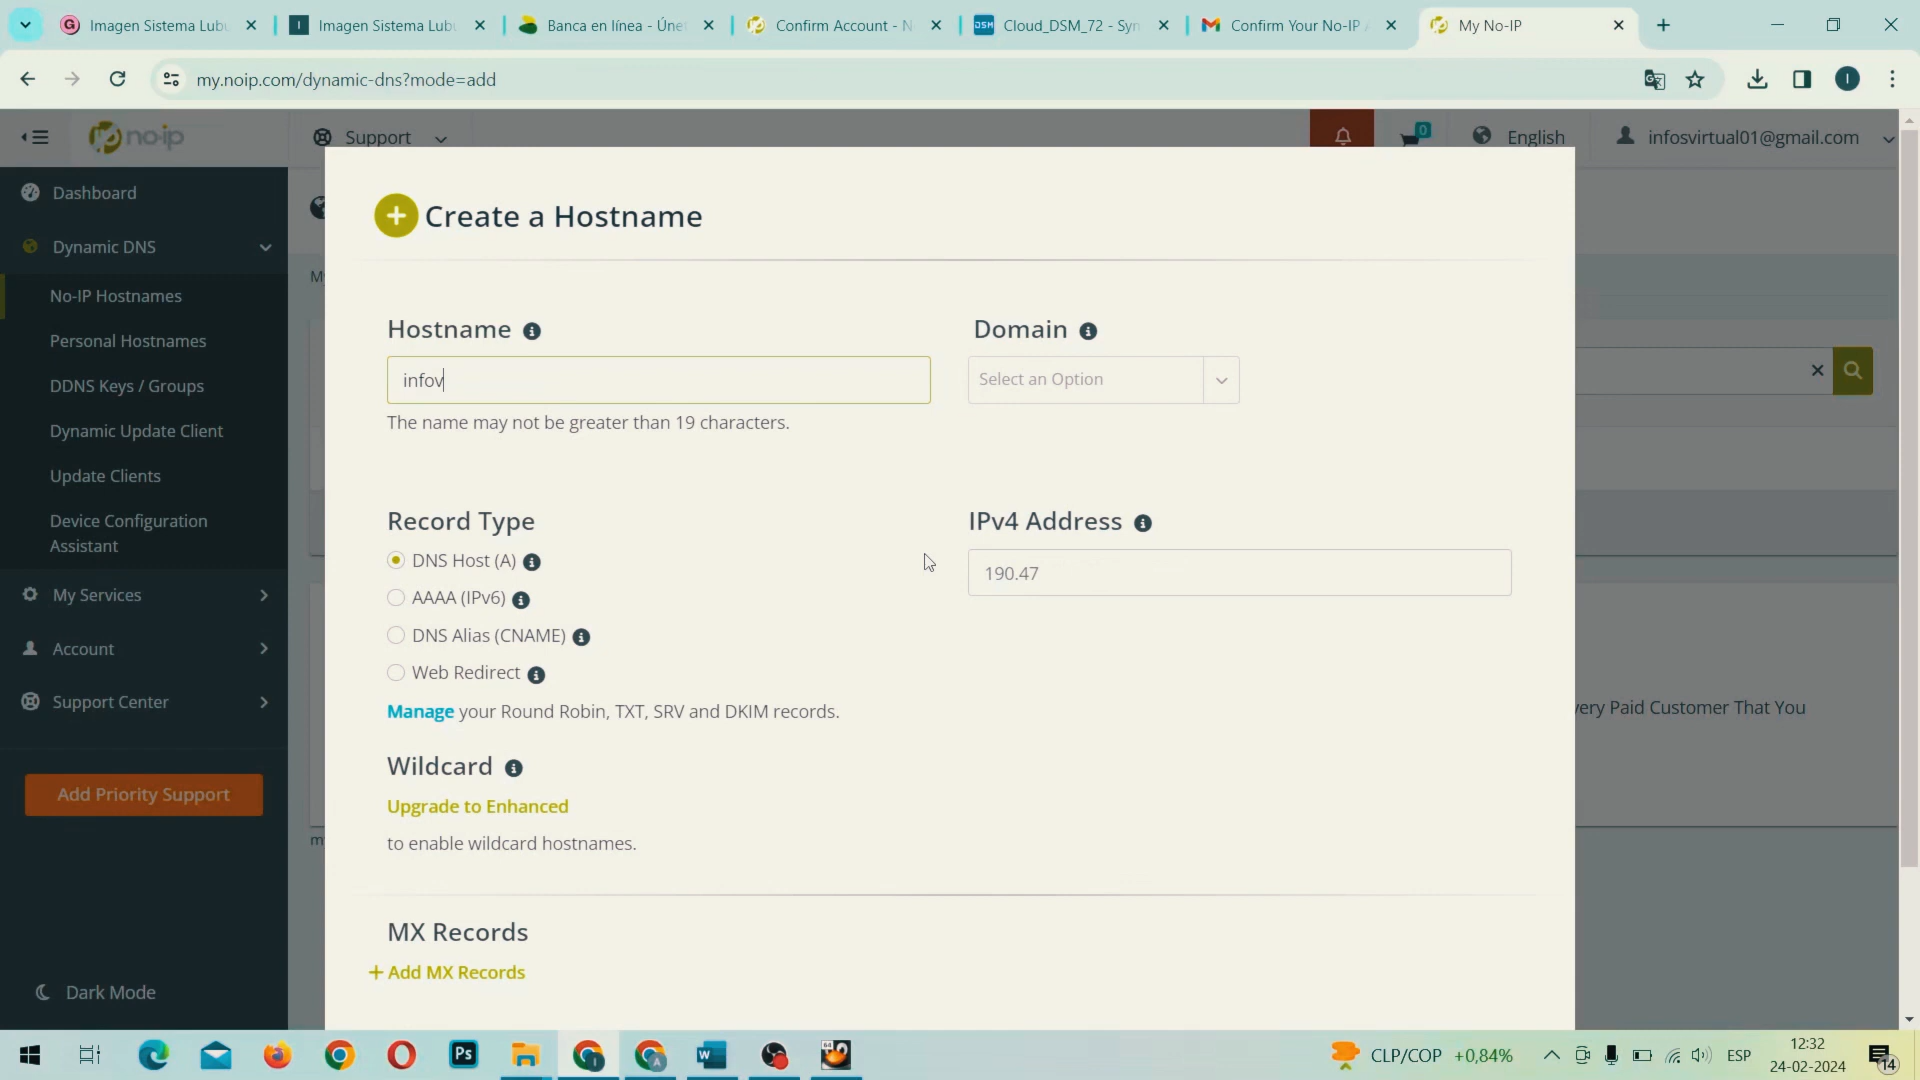 Imagen Sistema Lubu
Imagen Sistema Lubu
Banca en línea - Únet
Confirm Account - N
Cloud_DSM_72 - Syn
Confirm Your No-IP A
My No-IP
my.noip.com/dynamic-dns?mode=add
no-ip
Support
0
English
infosvirtual01@gmail.com
Dashboard
Dynamic DNS
No-IP Hostnames
Personal Hostnames
DDNS Keys / Groups
Dynamic Update Client
Update Clients
Device Configuration
Assistant
My Services
Account
Support Center
Add Priority Support
Dark Mode
Create a Hostname
Hostname
Domain
infov
Select an Option
The name may not be greater than 19 characters.
Record Type
IPv4 Address
DNS Host (A)
190.47
AAAA (IPv6)
DNS Alias (CNAME)
Web Redirect
Manage your Round Robin, TXT, SRV and DKIM records.
very Paid Customer That You
Wildcard
Upgrade to Enhanced
to enable wildcard hostnames.
MX Records
+ Add MX Records
CLP/COP +0,84%
ESP
12:32
24-02-2024
14